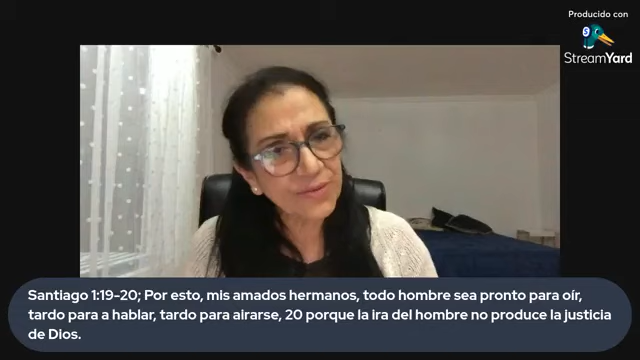 Producido con
StreamYard
Santiago 1:19-20; Por esto, mis amados hermanos, todo hombre sea pronto para oír,
tardo para a hablar, tardo para airarse, 20 porque la ira del hombre no produce la justicia
de Dios.